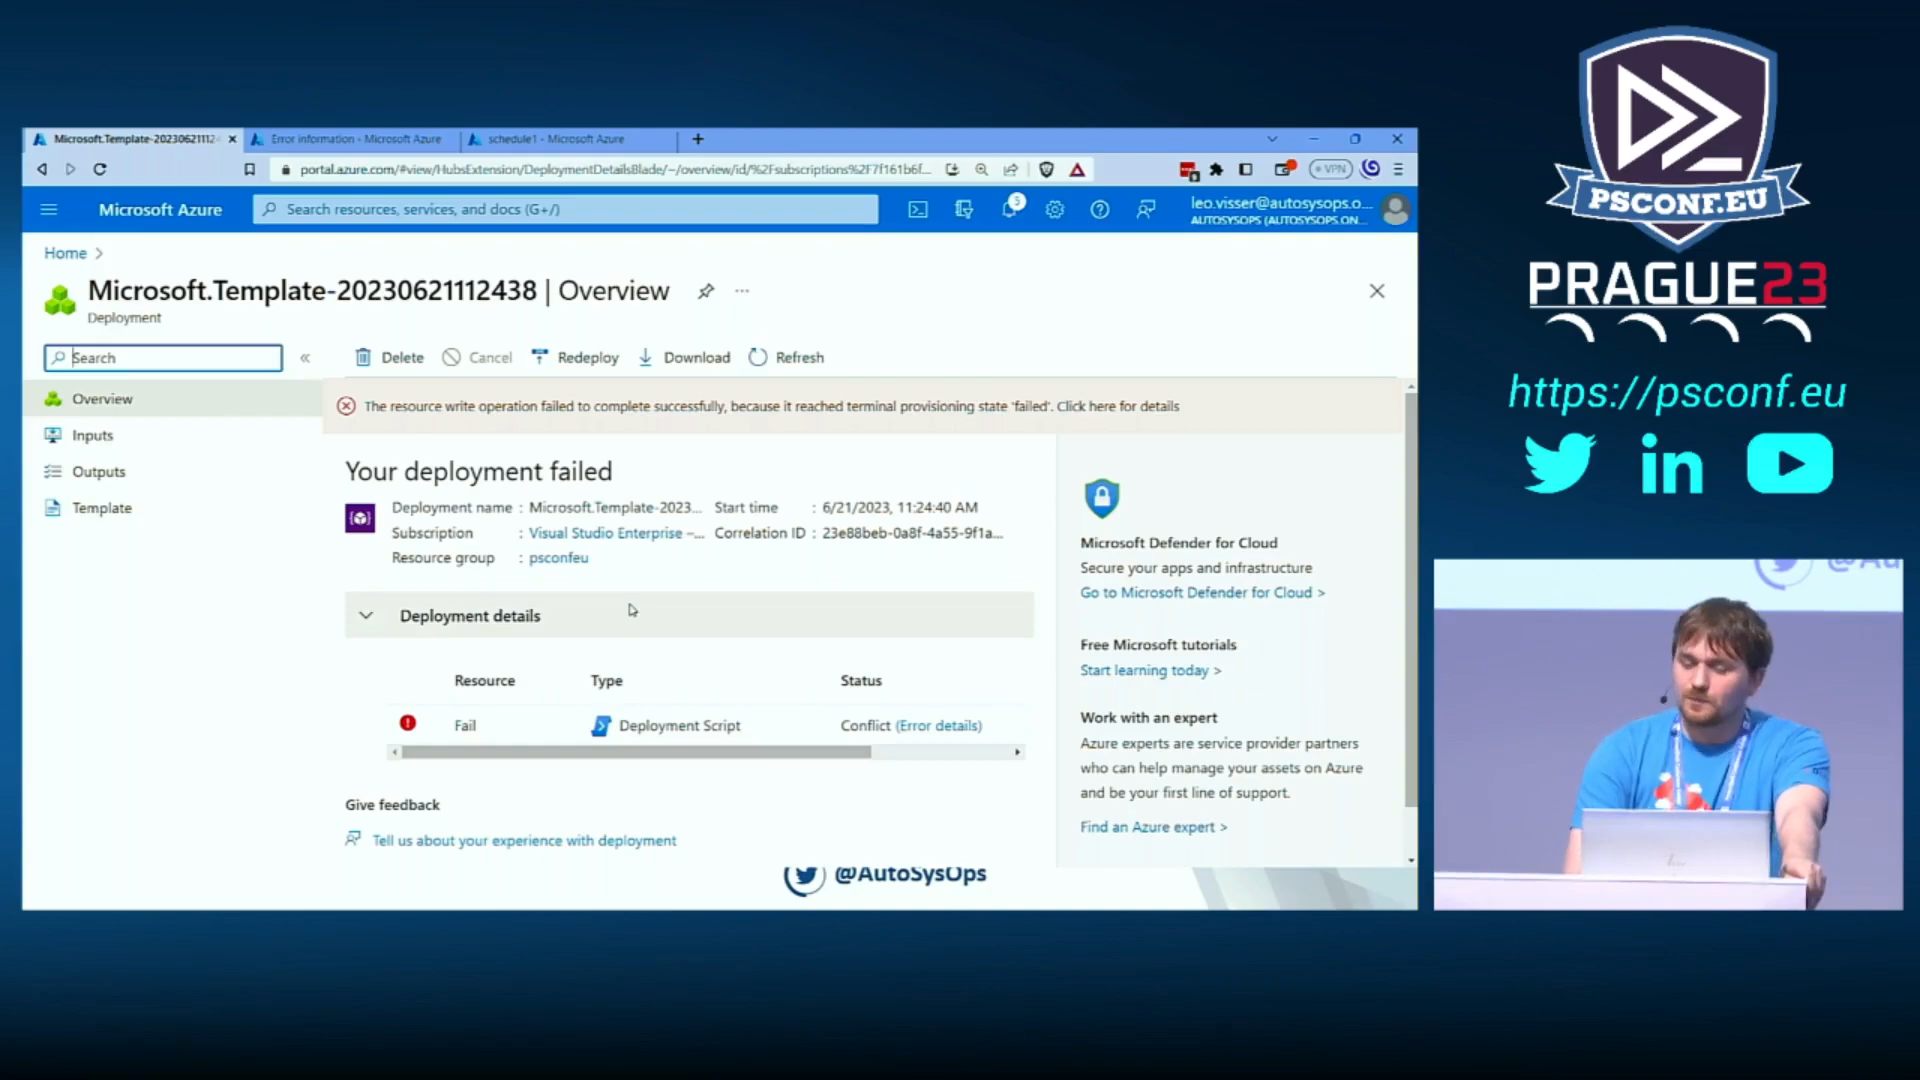 Microsoft.Template-2023062112
Error information - Microsoft Azure
schedule1 - Microsoft Azure
portal.azure.com/#view/HubsExtension/DeploymentDetailsBlade/~/overview/id/%2Fsubscriptions%2F7f161b6f...
VPN
Microsoft Azure
Search resources, services, and docs (G+/)
5
leo.visser@autosysops.o...
AUTOSYSOPS (AUTOSYSOPS.ON...
Home
Microsoft.Template-20230621112438 | Overview
Deployment
Search
Delete
Cancel
Redeploy
Download
Refresh
Overview
Inputs
Outputs
Template
The resource write operation failed to complete successfully, because it reached terminal provisioning state 'failed'. Click here for details
Your deployment failed
Deployment name : Microsoft.Template-2023...
Subscription : Visual Studio Enterprise –...
Resource group : psconfeu
Start time : 6/21/2023, 11:24:40 AM
Correlation ID : 23e88beb-0a8f-4a55-9f1a...
Deployment details
Resource Type Status
Fail Deployment Script Conflict (Error details)
Give feedback
Tell us about your experience with deployment
Microsoft Defender for Cloud
Secure your apps and infrastructure
Go to Microsoft Defender for Cloud >
Free Microsoft tutorials
Start learning today >
Work with an expert
Azure experts are service provider partners
who can help manage your assets on Azure
and be your first line of support.
Find an Azure expert >
@AutoSysOps
PSCONF.EU
PRAGUE23
https://psconf.eu
in
@Au
hp